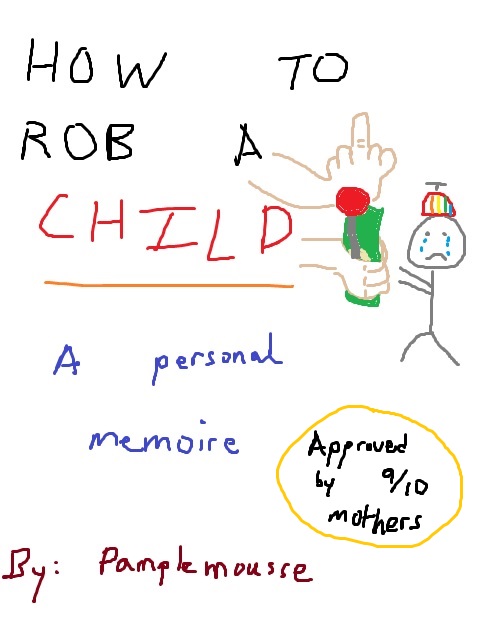 HOW TO
ROB A
CHILD
A personal
memoire
Approved
by 9/10
mothers
By: Pamplemousse